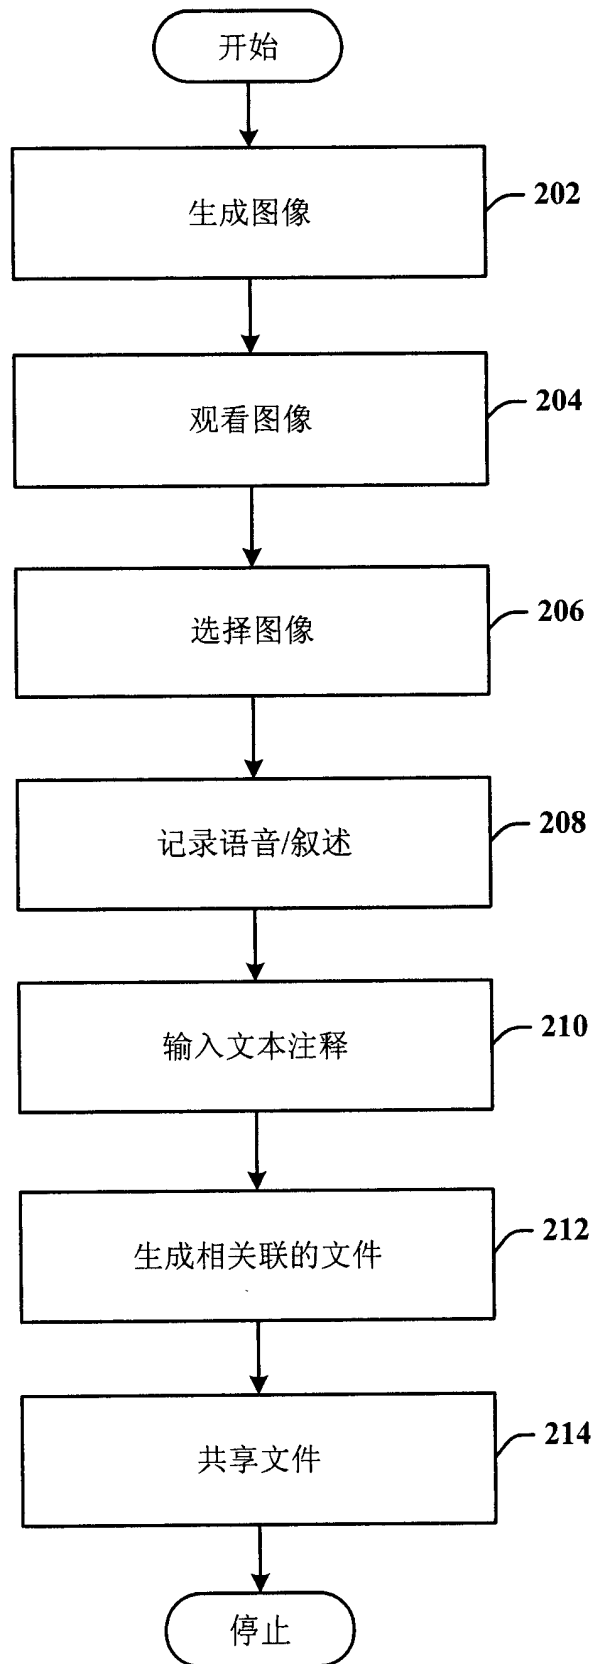 开始
生成图像
202
观看图像
204
选择图像
206
记录语音/叙述
208
输入文本注释
210
生成相关联的文件
212
共享文件
214
停止